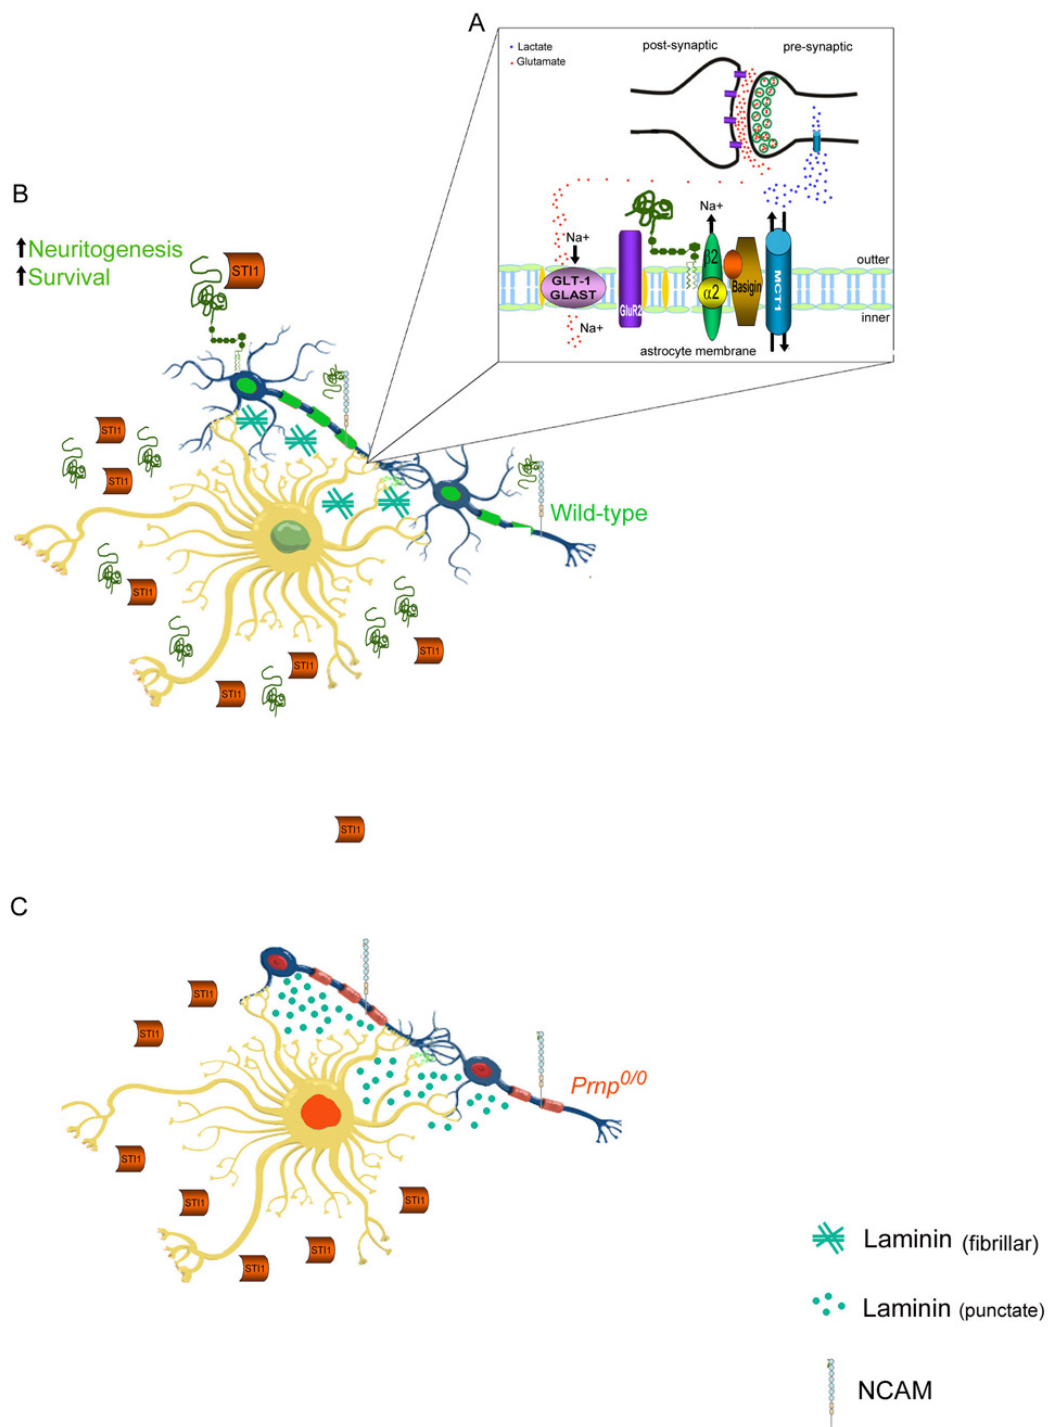 A
Lactate
Glutamate
post-synaptic
pre-synaptic
Na+
Na+
GLT-1
GLAST
Na+
GluR2
β2
α2
Basigin
MCT1
outter
inner
astrocyte membrane
B
Neuritogenesis
Survival
STI1
STI1
STI1
Wild-type
STI1
STI1
STI1
STI1
STI1
C
STI1
STI1
Prnp0/0
STI1
STI1
STI1
STI1
STI1
Laminin (fibrillar)
Laminin (punctate)
NCAM